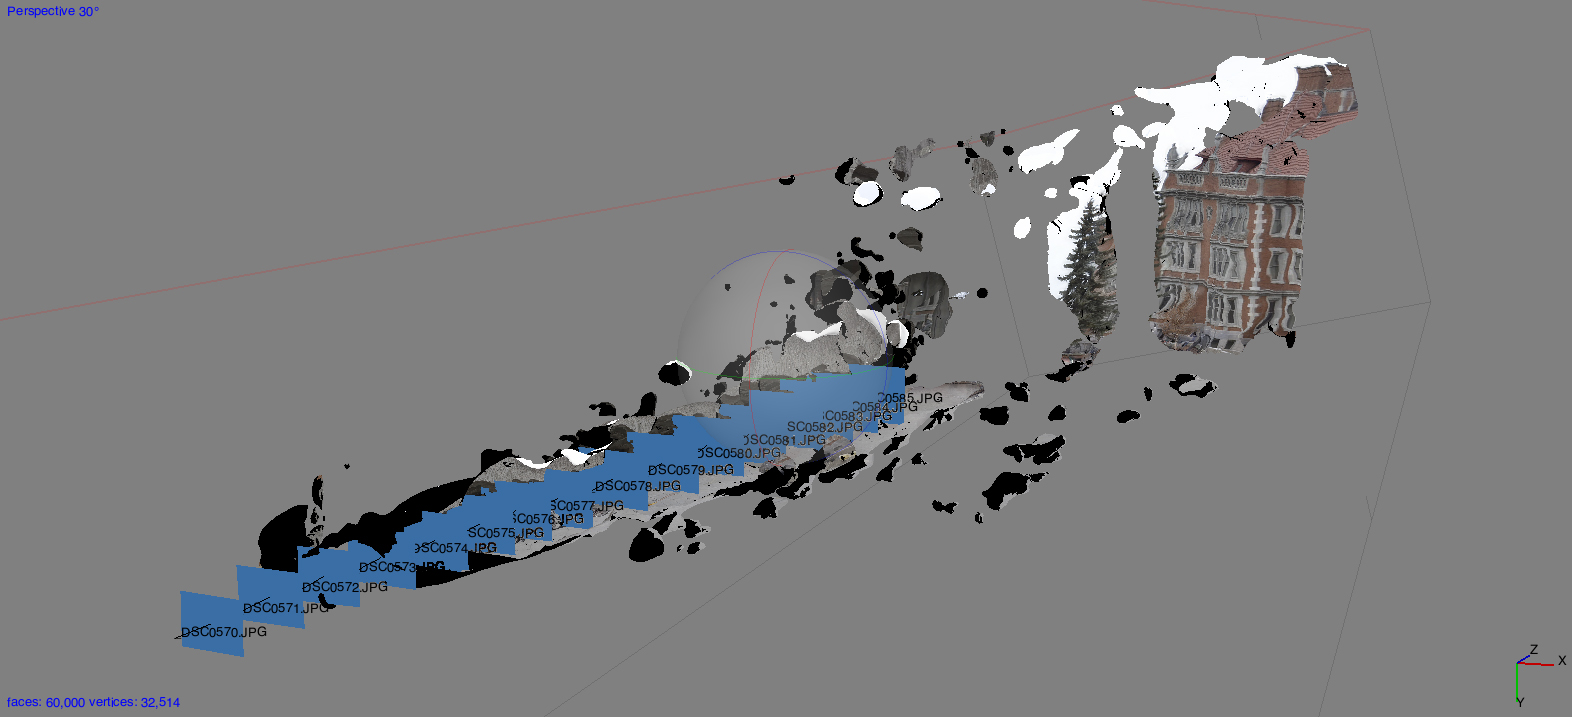 Perspective 30°
C0585.JPG
C0584.JPG
SC0583.JPG
SC0582.JPG
DSC0581.JPG
DSC0580.JPG
DSC0579.JPG
DSC0578.JPG
SC0577.JPG
SC0576.JPG
SC0575.JPG
DSC0574.JPG
DSC0573.JPG
DSC0572.JPG
DSC0571.JPG
DSC0570.JPG
Z
X
Y
faces: 60,000 vertices: 32,514